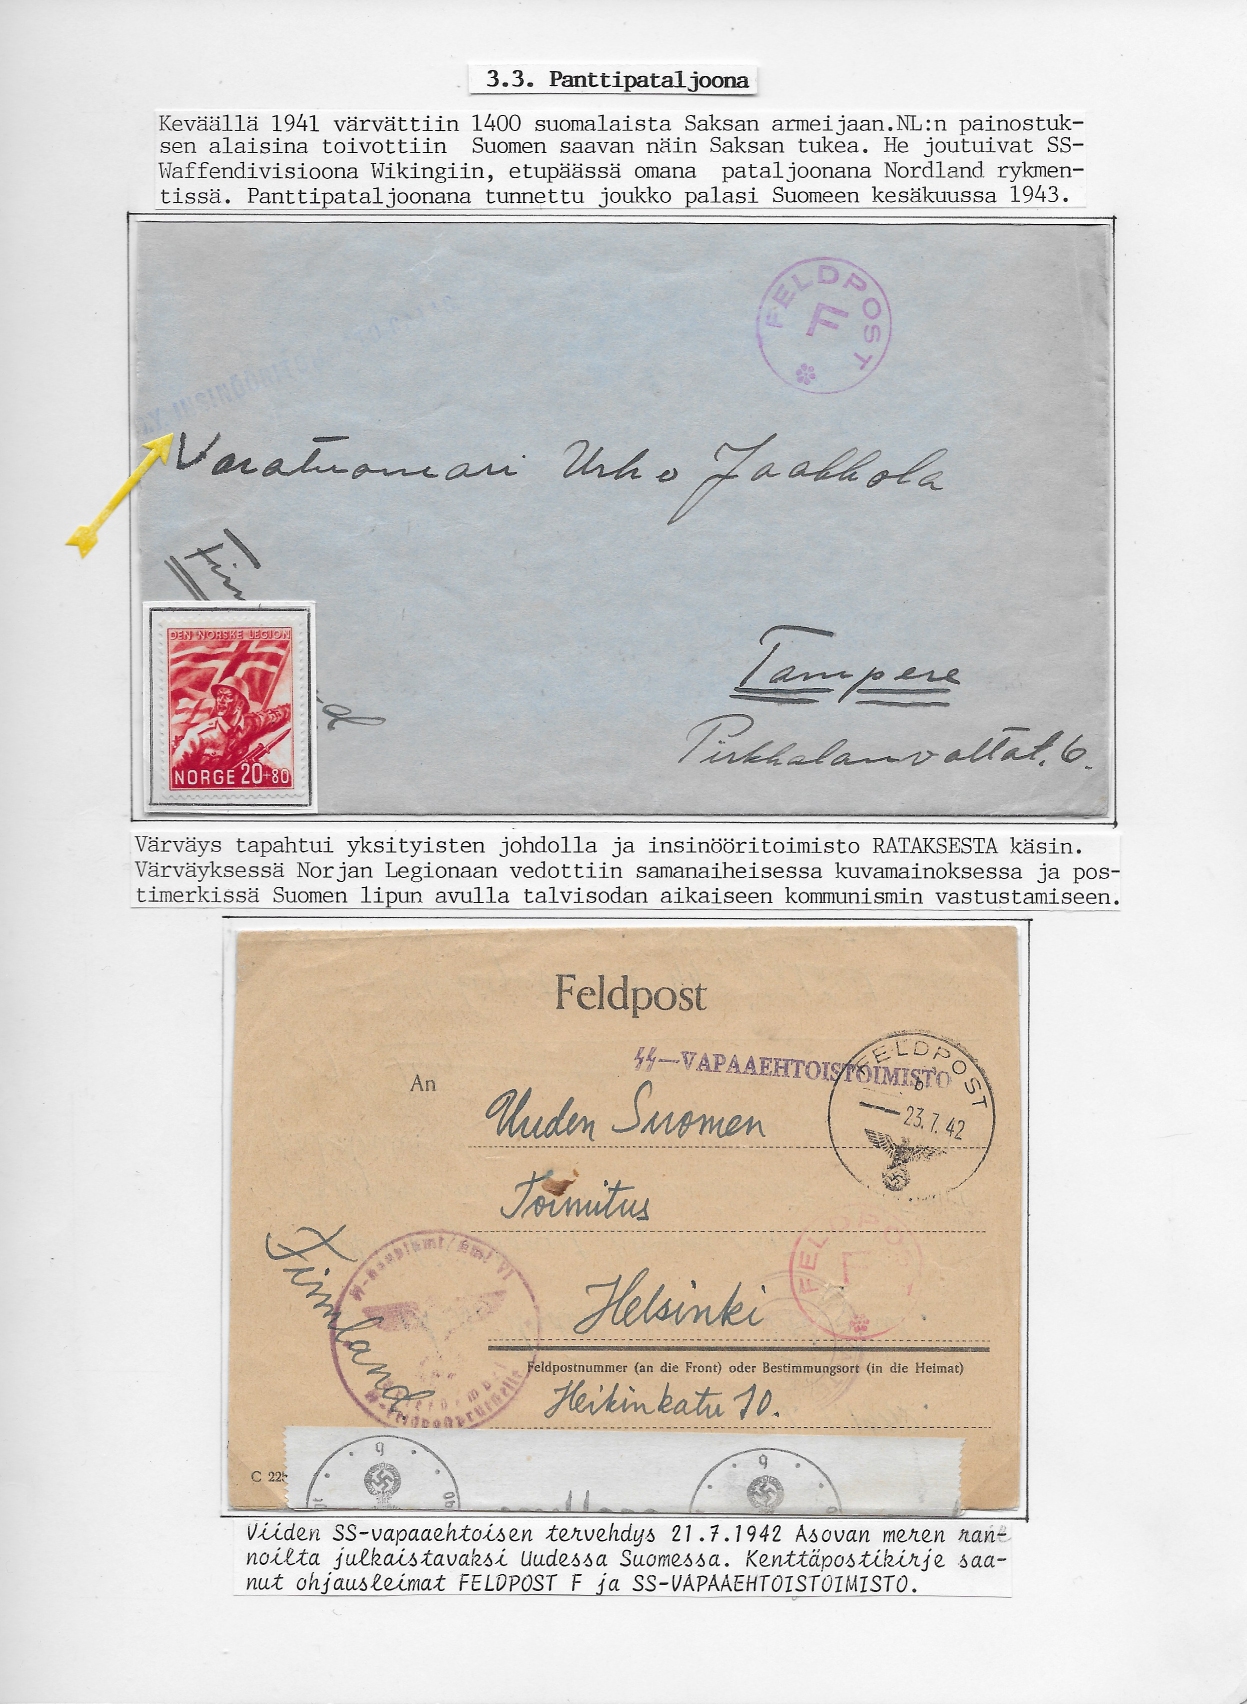 3.3. Panttipataljoona
Keväällä 1941 värvättiin 1400 suomalaista Saksan armeijaan.NL:n painostuk-
sen alaisina toivottiin Suomen saavan näin Saksan tukea. He joutuivat SS-
Waffendivisioona Wikingiin, etupäässä omana pataljoonana Nordland rykmen-
tissä. Panttipataljoonana tunnettu joukko palasi Suomeen kesäkuussa 1943.
FELDPOST
F
Varatuomari Urho Jaakkola
DEN NORSKE LEGION
NORGE 20+80
Tampere
Pirkkalanvaltat. 6.
Värväys tapahtui yksityisten johdolla ja insinööritoimisto RATAKSESTA käsin.
Värväyksessä Norjan Legionaan vedottiin samanaiheisessa kuvamainoksessa ja pos-
timerkissä Suomen lipun avulla talvisodan aikaiseen kommunismin vastustamiseen.
Feldpost
SS-VAPAAEHTOISTOIMISTO
FELDPOST
b
23.7.42
An
Uuden Suomen
Toimitus
Finnland
Helsinki
Feldpostnummer (an die Front) oder Bestimmungsort (in die Heimat)
Heikinkatu 10.
C 22
b
b
Viiden SS-vapaaehtoisen tervehdys 21.7.1942 Asovan meren ran-
noilta julkaistavaksi Uudessa Suomessa. Kenttäpostikirje saa-
nut ohjausleimat FELDPOST F ja SS-VAPAAEHTOISTOIMISTO.